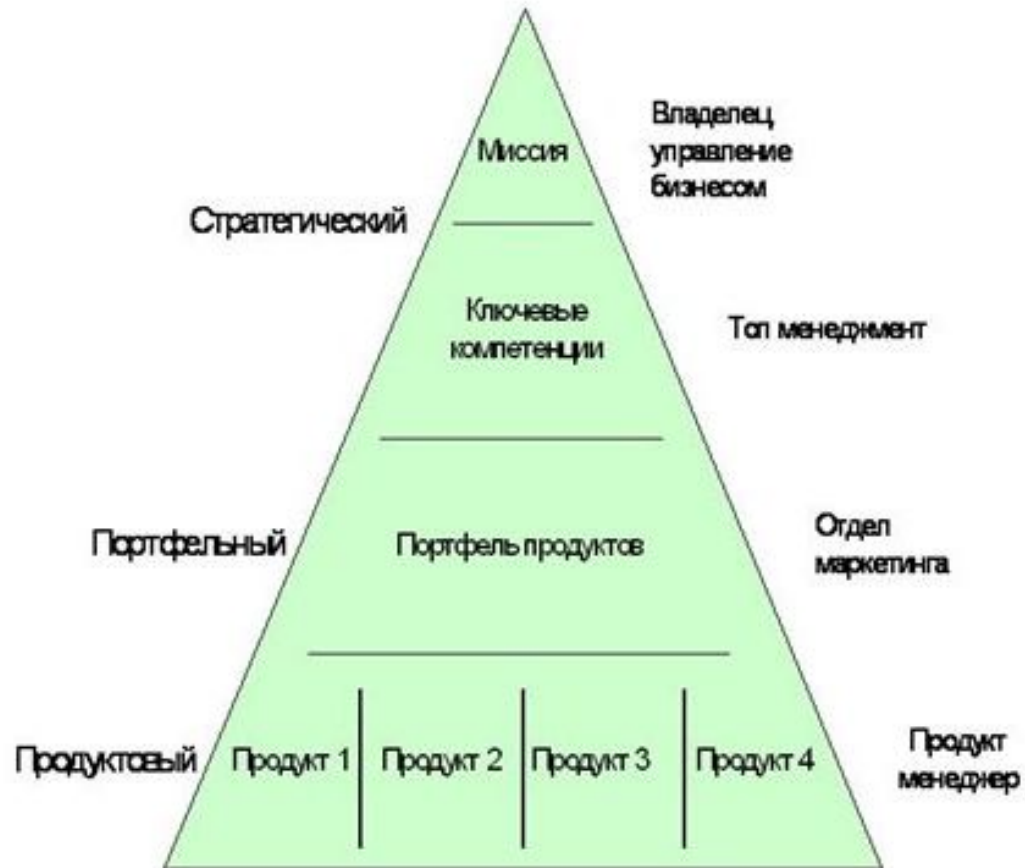 Миссия
Владелец
управление
бизнесом
Стратегический
Ключевые
компетенции
Топ менеджмент
Портфельный
Портфель продуктов
Отдел
маркетинга
Продуктовый
Продукт 1
Продукт 2
Продукт 3
Продукт 4
Продукт
менеджер